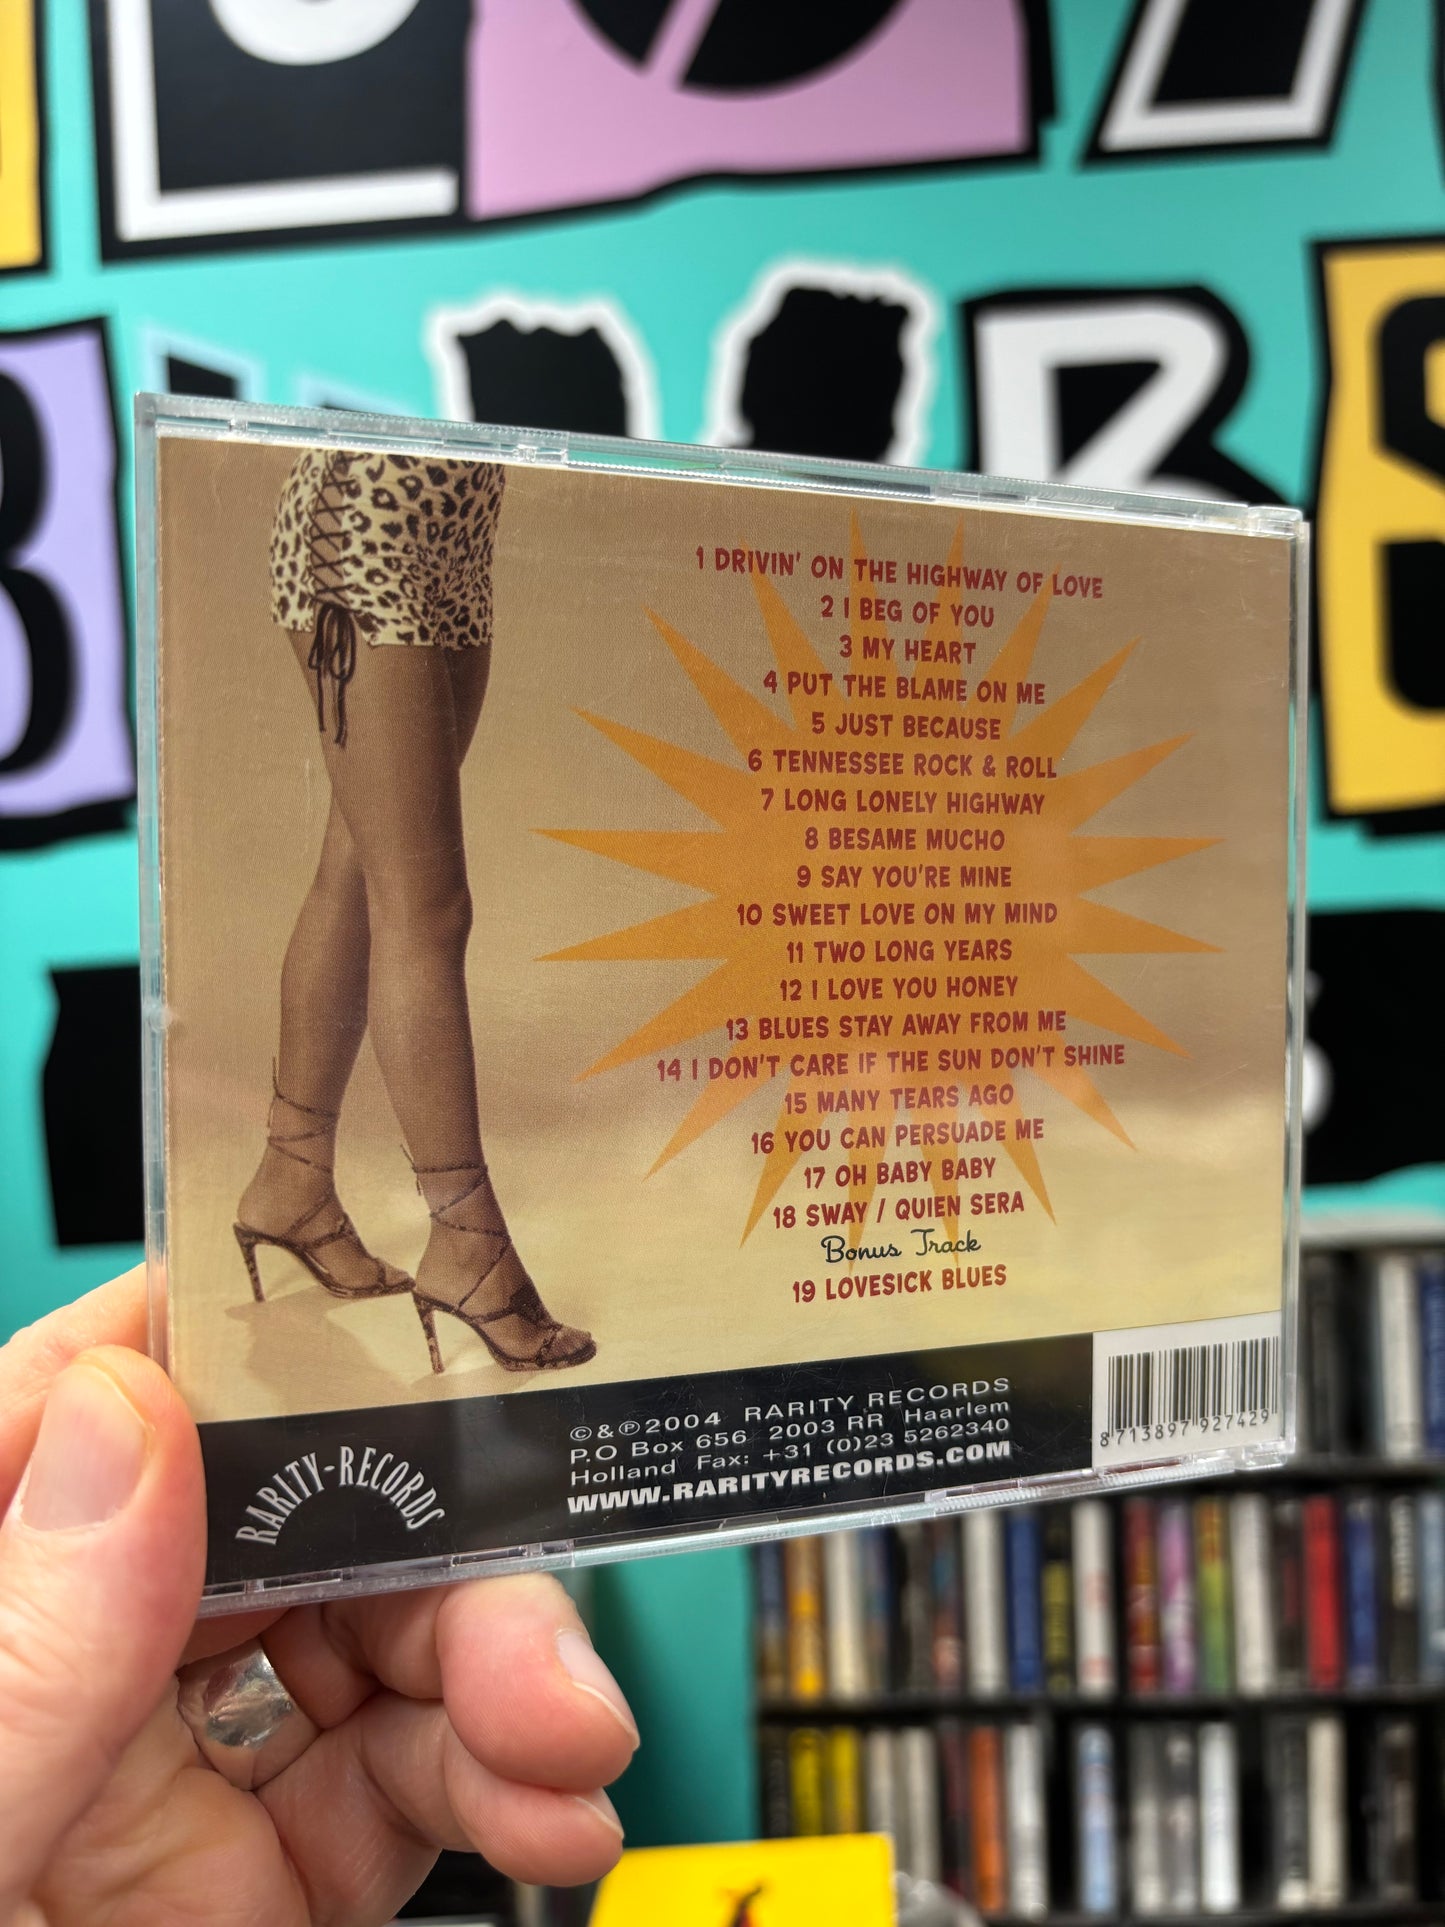 1 DRIVIN' ON THE HIGHWAY OF LOVE
2 I BEG OF YOU
3 MY HEART
4 PUT THE BLAME ON ME
5 JUST BECAUSE
6 TENNESSEE ROCK & ROLL
7 LONG LONELY HIGHWAY
8 BESAME MUCHO
9 SAY YOU'RE MINE
10 SWEET LOVE ON MY MIND
11 TWO LONG YEARS
12 I LOVE YOU HONEY
13 BLUES STAY AWAY FROM ME
14 I DON'T CARE IF THE SUN DON'T SHINE
15 MANY TEARS AGO
16 YOU CAN PERSUADE ME
17 OH BABY BABY
18 SWAY / QUIEN SERA
Bonus Track
19 LOVESICK BLUES
RARITY-RECORDS
©&℗2004 RARITY RECORDS
P.O Box 656 2003 RR Haarlem
Holland Fax: +31 (0)23 5262340
WWW.RARITYRECORDS.COM
8 713897 927429